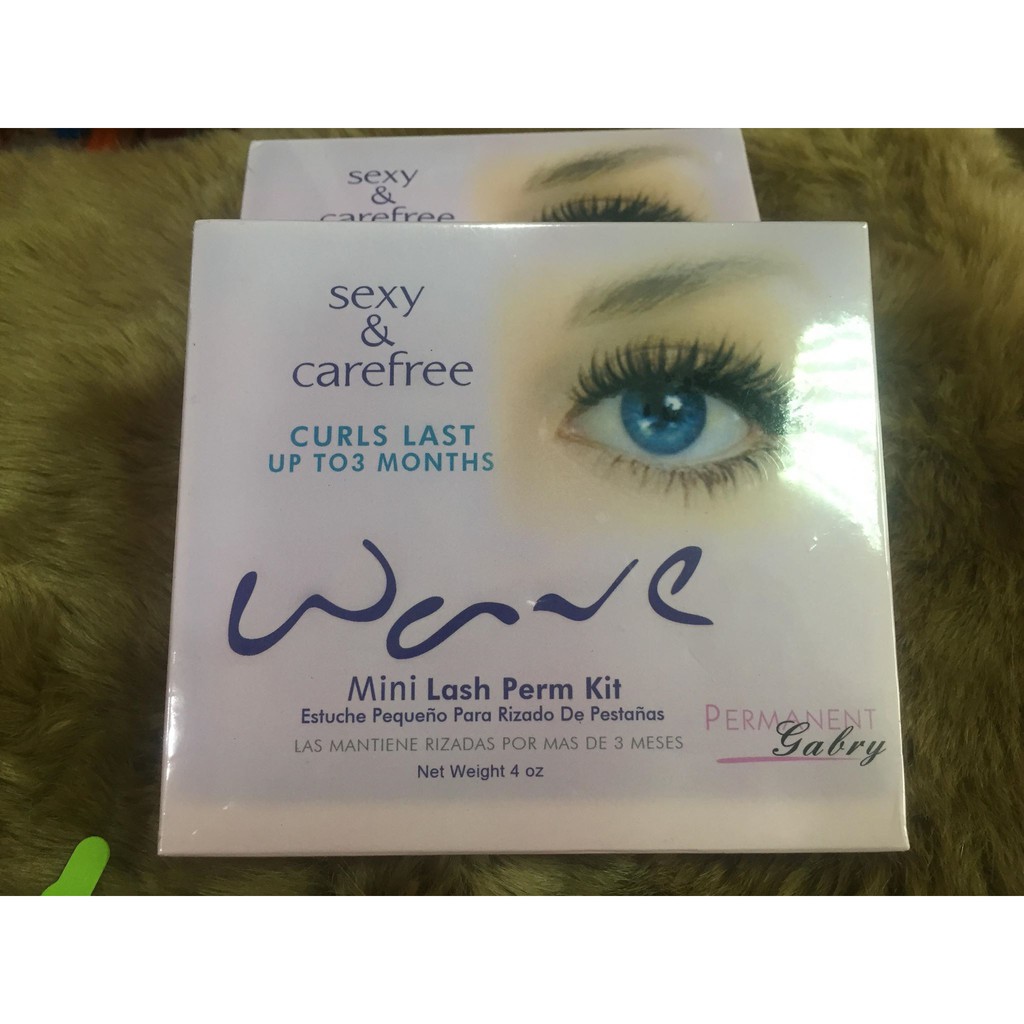 sexy
&
carefree
sexy
&
carefree
CURLS LAST
UP TO3 MONTHS
Wave
Mini Lash Perm Kit
Estuche Pequeño Para Rizado De Pestañas
LAS MANTIENE RIZADAS POR MAS DE 3 MESES
Net Weight 4 oz
PERMANENT
Gabry